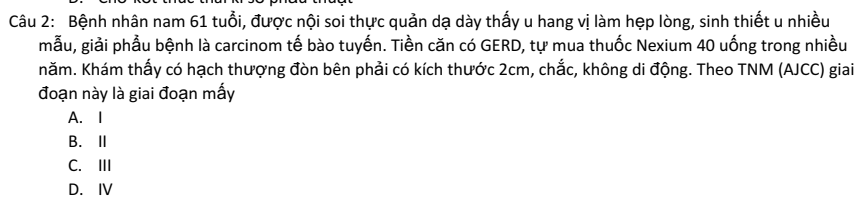 Câu 2: Bệnh nhân nam 61 tuổi, được nội soi thực quản dạ dày thấy u hang vị làm hẹp lòng, sinh thiết u nhiều
mẫu, giải phẫu bệnh là carcinom tế bào tuyến. Tiền căn có GERD, tự mua thuốc Nexium 40 uống trong nhiều
năm. Khám thấy có hạch thượng đòn bên phải có kích thước 2cm, chắc, không di động. Theo TNM (AJCC) giai
đoạn này là giai đoạn mấy
A. I
B. II
C. III
D. IV